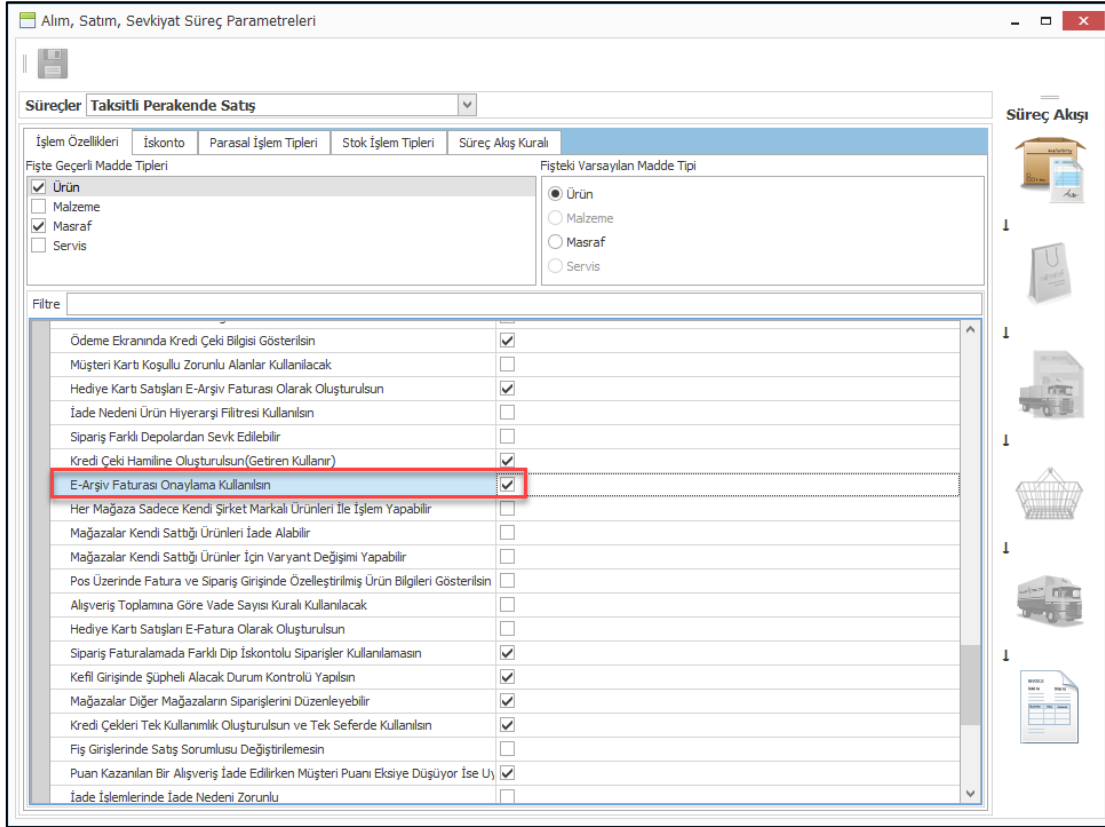 Alım, Satım, Sevkiyat Süreç Parametreleri
Süreçler Taksitli Perakende Satış
Süreç Akışı
İşlem Özellikleri İskonto Parasal İşlem Tipleri Stok İşlem Tipleri Süreç Akış Kuralı
Fişte Geçerli Madde Tipleri
Ürün
Malzeme
Masraf
Servis
Fişteki Varsayılan Madde Tipi
Ürün
Malzeme
Masraf
Servis
Filtre
Ödeme Ekranında Kredi Çeki Bilgisi Gösterilsin
Müşteri Kartı Koşullu Zorunlu Alanlar Kullanilacak
Hediye Kartı Satışları E-Arşiv Faturası Olarak Oluşturulsun
İade Nedeni Ürün Hiyerarşi Filitresi Kullanılsın
Sipariş Farklı Depolardan Sevk Edilebilir
Kredi Çeki Hamiline Oluşturulsun(Getiren Kullanır)
E-Arşiv Faturası Onaylama Kullanılsın
Her Mağaza Sadece Kendi Şirket Markalı Ürünleri İle İşlem Yapabilir
Mağazalar Kendi Sattığı Ürünleri İade Alabilir
Mağazalar Kendi Sattığı Ürünler İçin Varyant Değişimi Yapabilir
Pos Üzerinde Fatura ve Sipariş Girişinde Özelleştirilmiş Ürün Bilgileri Gösterilsin
Alışveriş Toplamına Göre Vade Sayısı Kuralı Kullanılacak
Hediye Kartı Satışları E-Fatura Olarak Oluşturulsun
Sipariş Faturalamada Farklı Dip İskontolu Siparişler Kullanılamasın
Kefil Girişinde Şüpheli Alacak Durum Kontrolü Yapılsın
Mağazalar Diğer Mağazaların Siparişlerini Düzenleyebilir
Kredi Çekleri Tek Kullanımlık Oluşturulsun ve Tek Seferde Kullanılsın
Fiş Girişlerinde Satış Sorumlusu Değiştirilemesin
Puan Kazanılan Bir Alışveriş İade Edilirken Müşteri Puanı Eksiye Düşüyor İse Uy
İade İşlemlerinde İade Nedeni Zorunlu
INVOICE